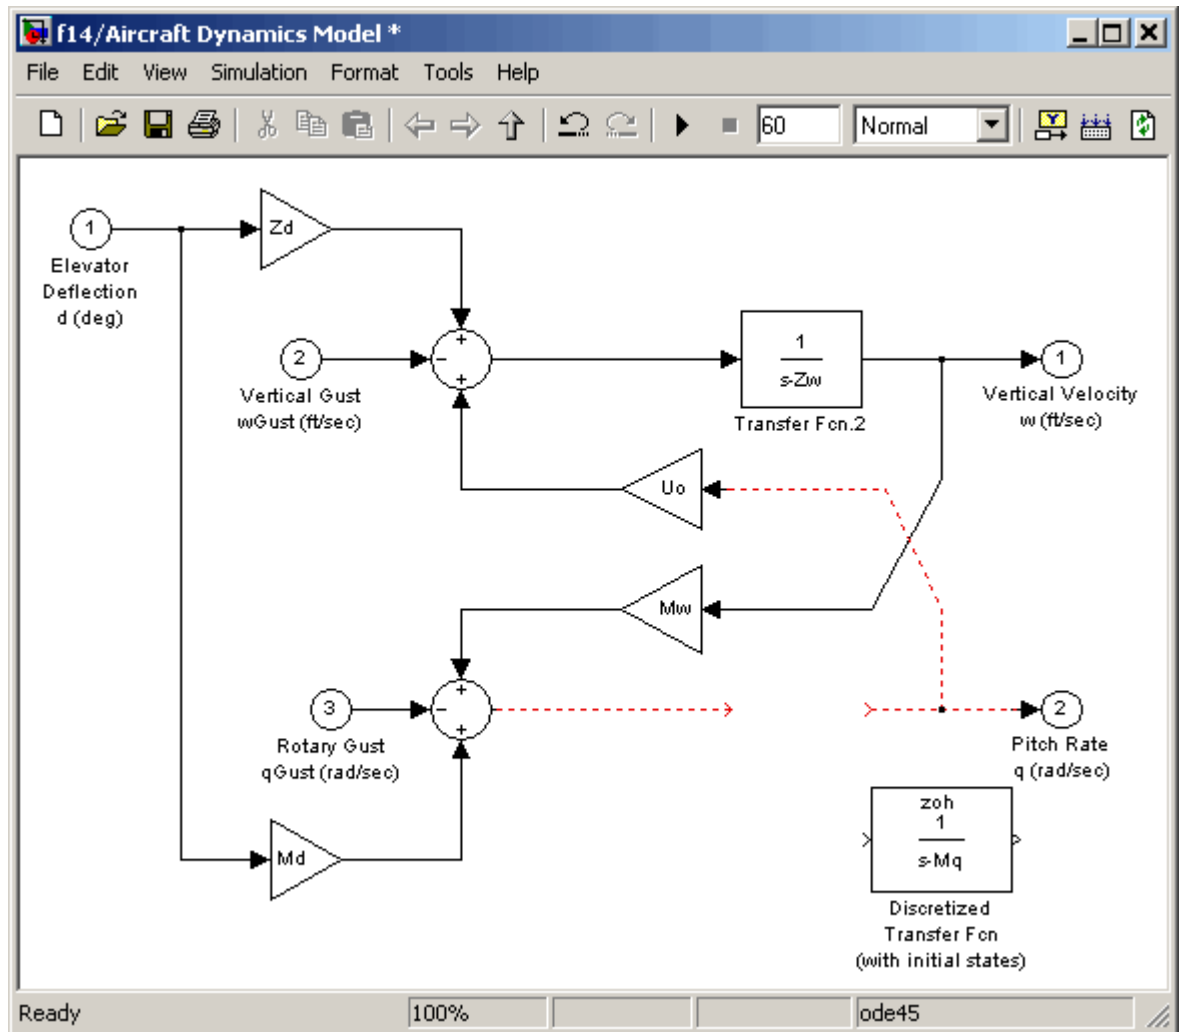 f14/Aircraft Dynamics Model *
File Edit View Simulation Format Tools Help
60 Normal
1
Elevator
Deflection
d (deg)
Zd
2
Vertical Gust
wGust (ft/sec)
+
-
+
1
s-Zw
Transfer Fcn.2
1
Vertical Velocity
w (ft/sec)
Uo
Mw
3
Rotary Gust
qGust (rad/sec)
+
-
+
2
Pitch Rate
q (rad/sec)
Md
zoh
1
s-Mq
Discretized
Transfer Fcn
(with initial states)
Ready 100% ode45